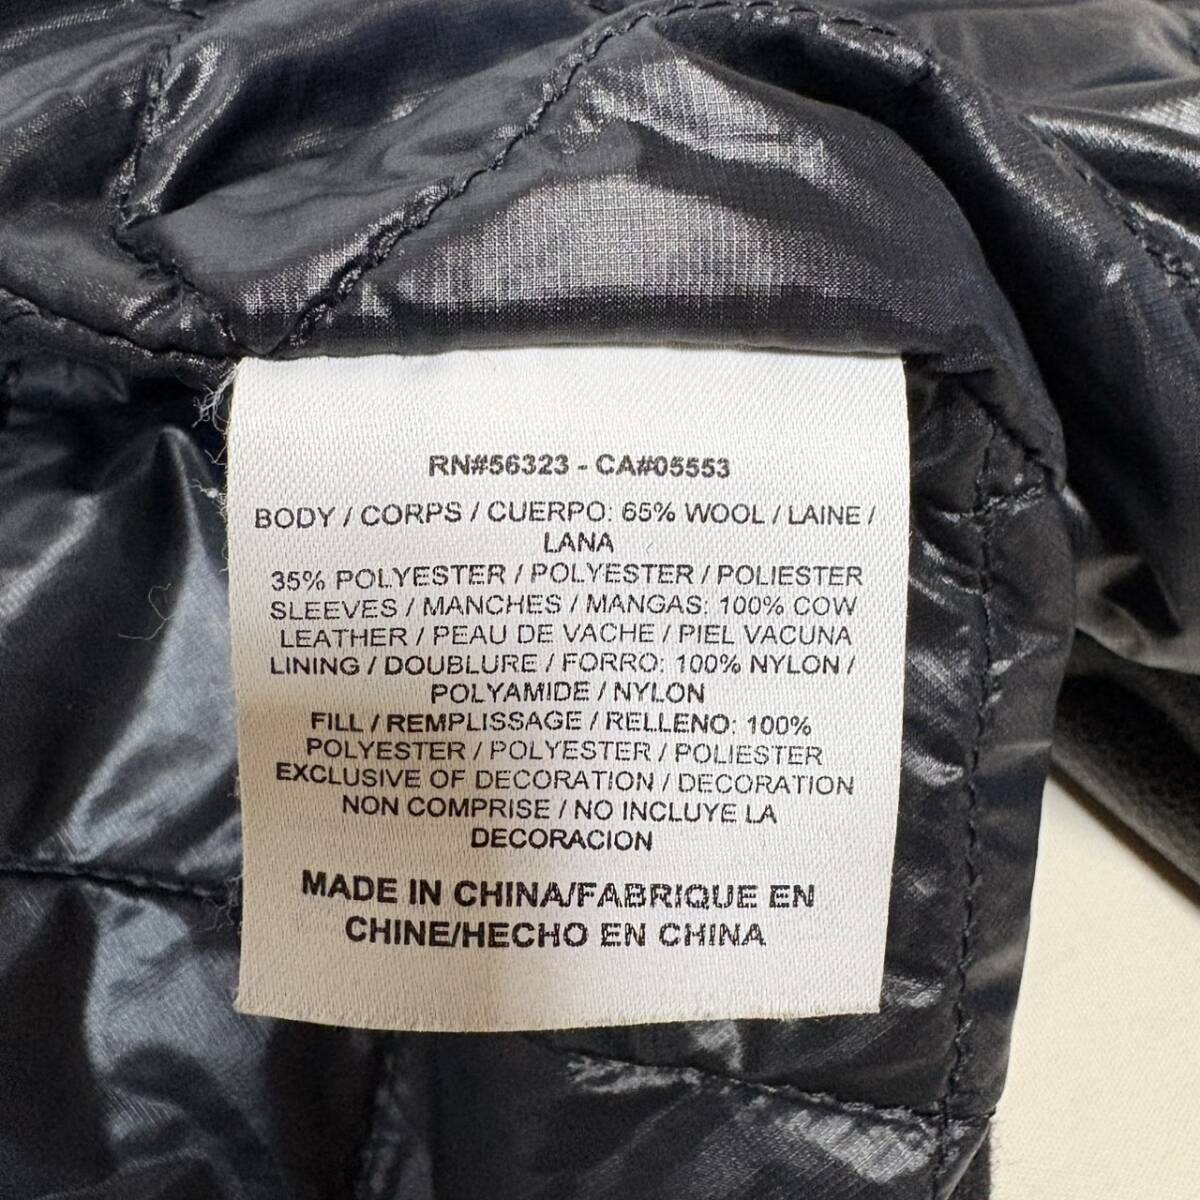 RN#56323 - CA#05553
BODY / CORPS / CUERPO: 65% WOOL / LAINE /
LANA
35% POLYESTER / POLYESTER / POLIESTER
SLEEVES / MANCHES / MANGAS: 100% COW
LEATHER / PEAU DE VACHE / PIEL VACUNA
LINING / DOUBLURE / FORRO: 100% NYLON /
POLYAMIDE / NYLON
FILL / REMPLISSAGE / RELLENO: 100%
POLYESTER / POLYESTER / POLIESTER
EXCLUSIVE OF DECORATION / DECORATION
NON COMPRISE / NO INCLUYE LA
DECORACION
MADE IN CHINA/FABRIQUE EN
CHINE/HECHO EN CHINA